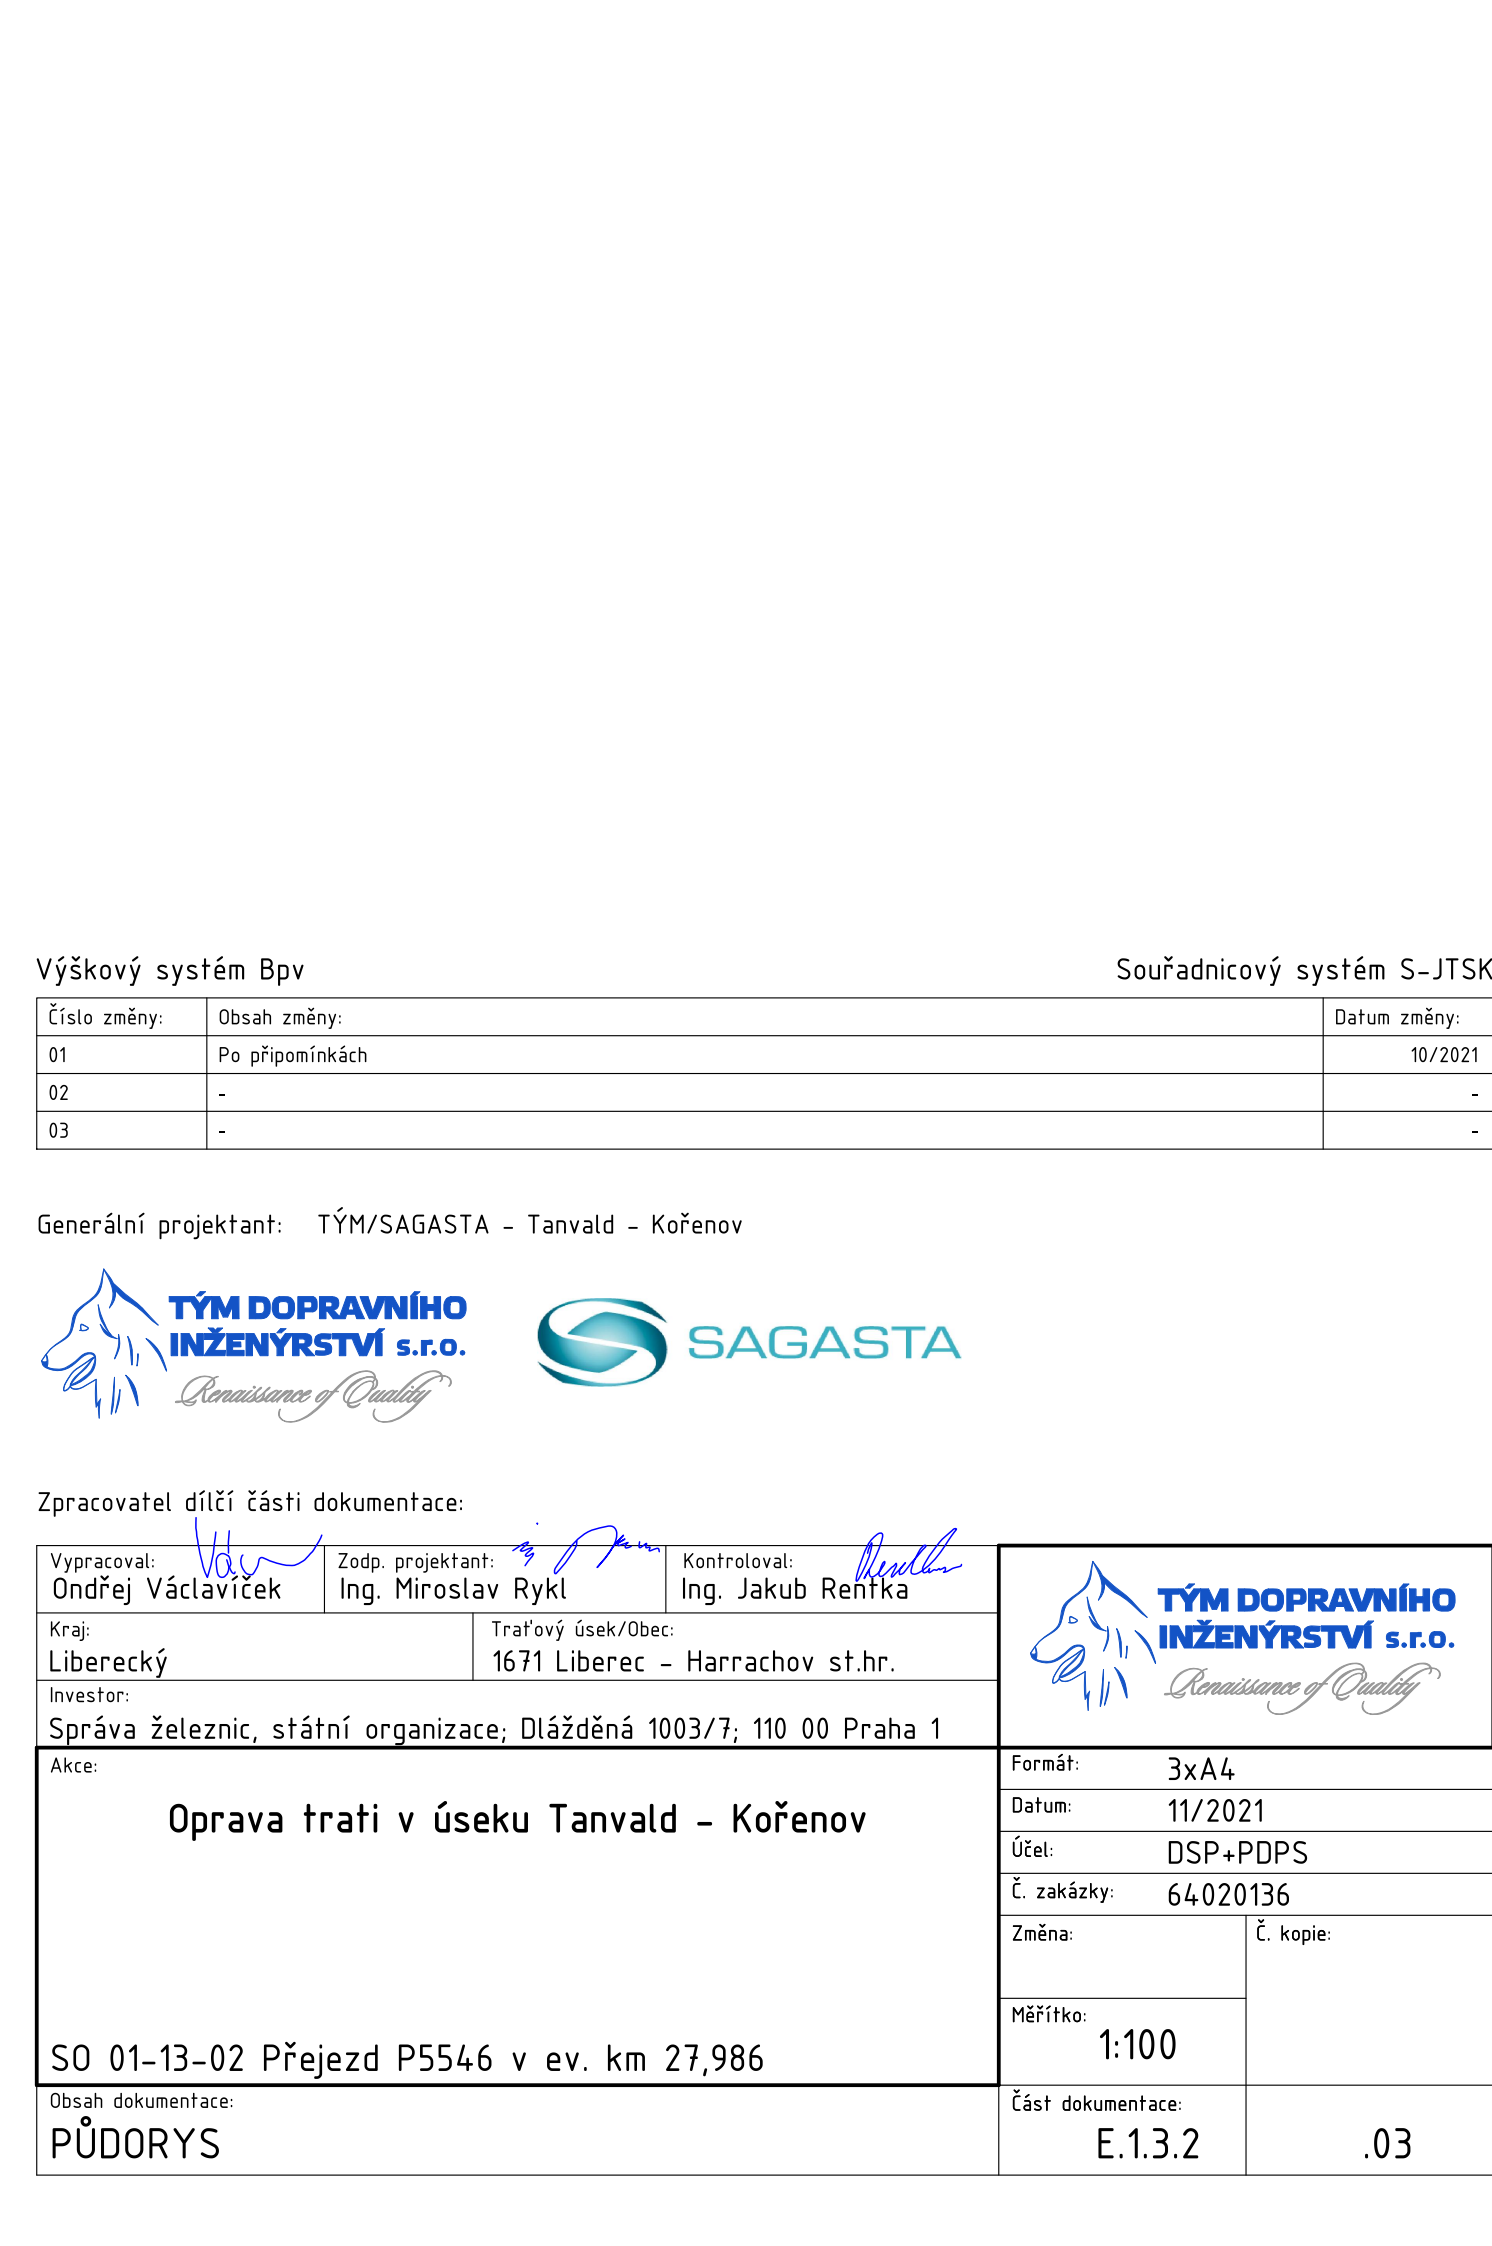 Výškový systém Bpv Souřadnicový systém S-JTSK
Číslo změny: Obsah změny: Datum změny:
01 Po připomínkách 10/2021
02 - -
03 - -
Generální projektant: TÝM/SAGASTA - Tanvald - Kořenov
TÝM DOPRAVNÍHO
INŽENÝRSTVÍ s.r.o.
Renaissance of Quality
SAGASTA
Zpracovatel dílčí části dokumentace:
Vypracoval: Zodp. projektant: Kontroloval:
Ondřej Václavíček Ing. Miroslav Rykl Ing. Jakub Rentka
TÝM DOPRAVNÍHO
INŽENÝRSTVÍ s.r.o.
Renaissance of Quality
Kraj: Traťový úsek/Obec:
Liberecký 1671 Liberec - Harrachov st.hr.
Investor:
Správa železnic, státní organizace; Dlážděná 1003/7; 110 00 Praha 1
Akce:
Oprava trati v úseku Tanvald - Kořenov
SO 01-13-02 Přejezd P5546 v ev. km 27,986
Formát: 3xA4
Datum: 11/2021
Účel: DSP+PDPS
Č. zakázky: 64020136
Změna: Č. kopie:
Měřítko:
1:100
Obsah dokumentace:
PŮDORYS
Část dokumentace:
E.1.3.2 .03